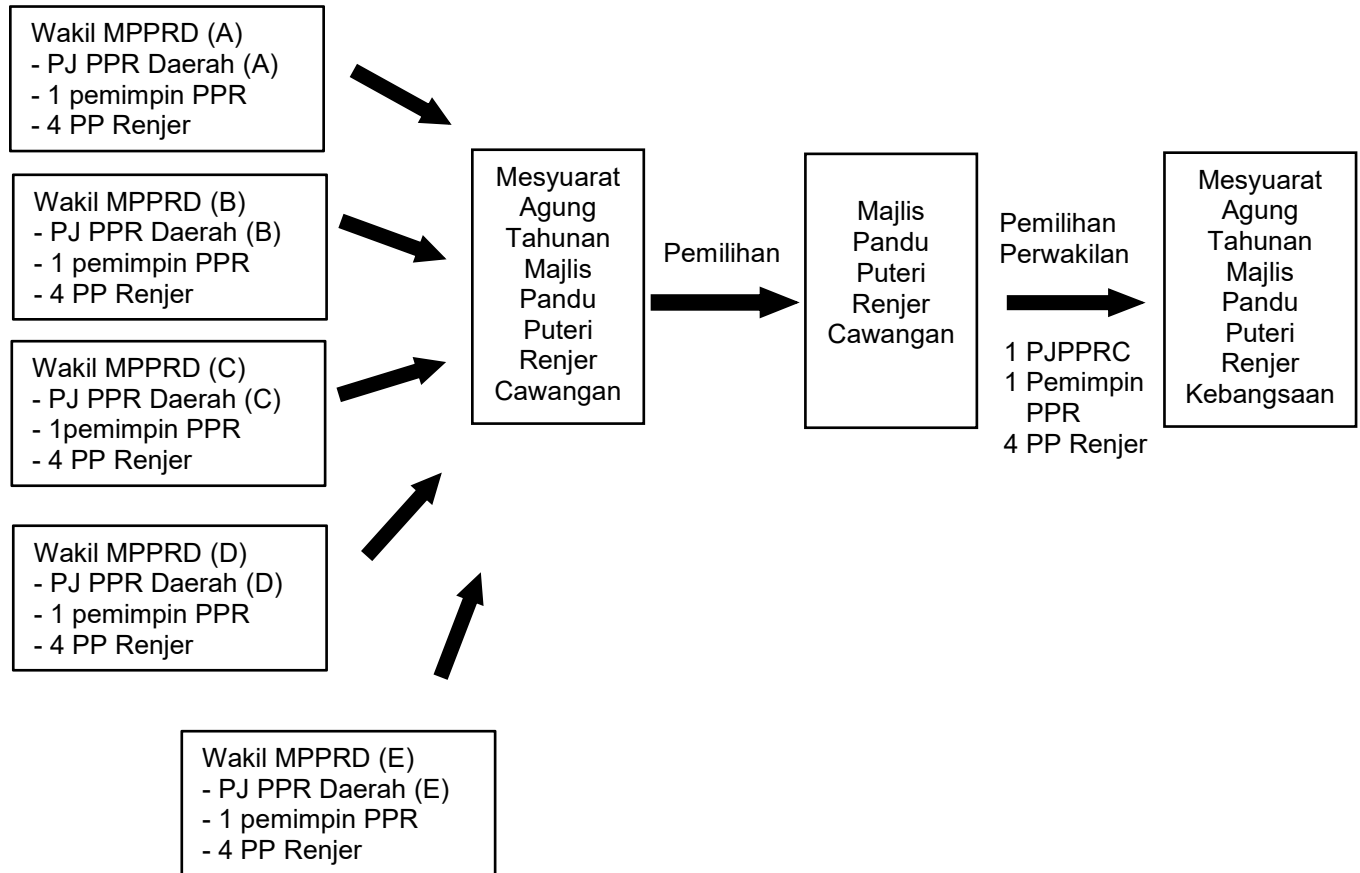 Wakil MPPRD (A)
- PJ PPR Daerah (A)
- 1 pemimpin PPR
- 4 PP Renjer
Wakil MPPRD (B)
- PJ PPR Daerah (B)
- 1 pemimpin PPR
- 4 PP Renjer
Wakil MPPRD (C)
- PJ PPR Daerah (C)
- 1pemimpin PPR
- 4 PP Renjer
Wakil MPPRD (D)
- PJ PPR Daerah (D)
- 1 pemimpin PPR
- 4 PP Renjer
Wakil MPPRD (E)
- PJ PPR Daerah (E)
- 1 pemimpin PPR
- 4 PP Renjer
Mesyuarat
Agung
Tahunan
Majlis
Pandu
Puteri
Renjer
Cawangan
Pemilihan
Majlis
Pandu
Puteri
Renjer
Cawangan
Pemilihan
Perwakilan
1 PJPPRC
1 Pemimpin
PPR
4 PP Renjer
Mesyuarat
Agung
Tahunan
Majlis
Pandu
Puteri
Renjer
Kebangsaan